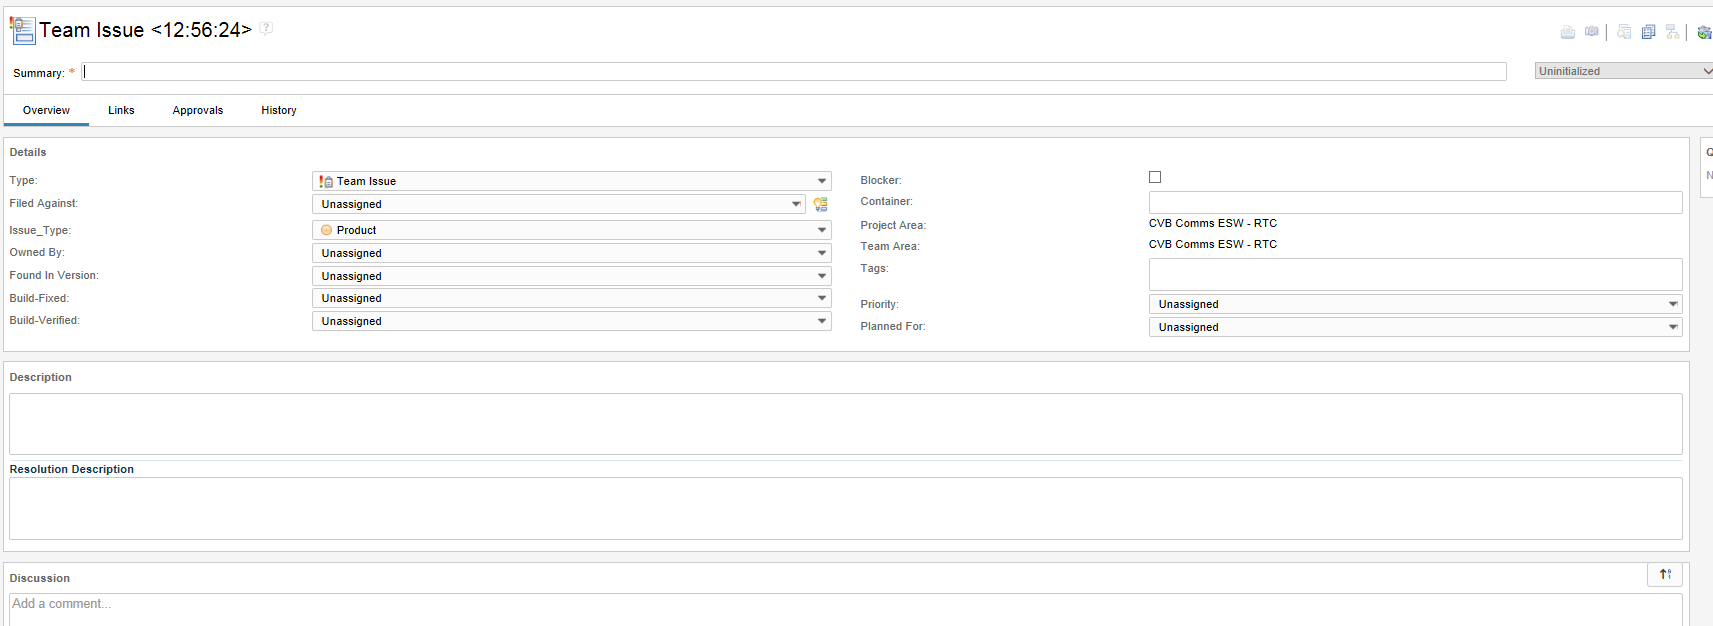 Team Issue <12:56:24>
Summary: *
Uninitialized
Overview Links Approvals History
Details
Type: Team Issue
Filed Against: Unassigned
Issue_Type: Product
Owned By: Unassigned
Found In Version: Unassigned
Build-Fixed: Unassigned
Build-Verified: Unassigned
Blocker:
Container:
Project Area: CVB Comms ESW - RTC
Team Area: CVB Comms ESW - RTC
Tags:
Priority: Unassigned
Planned For: Unassigned
Description
Resolution Description
Discussion
Add a comment...